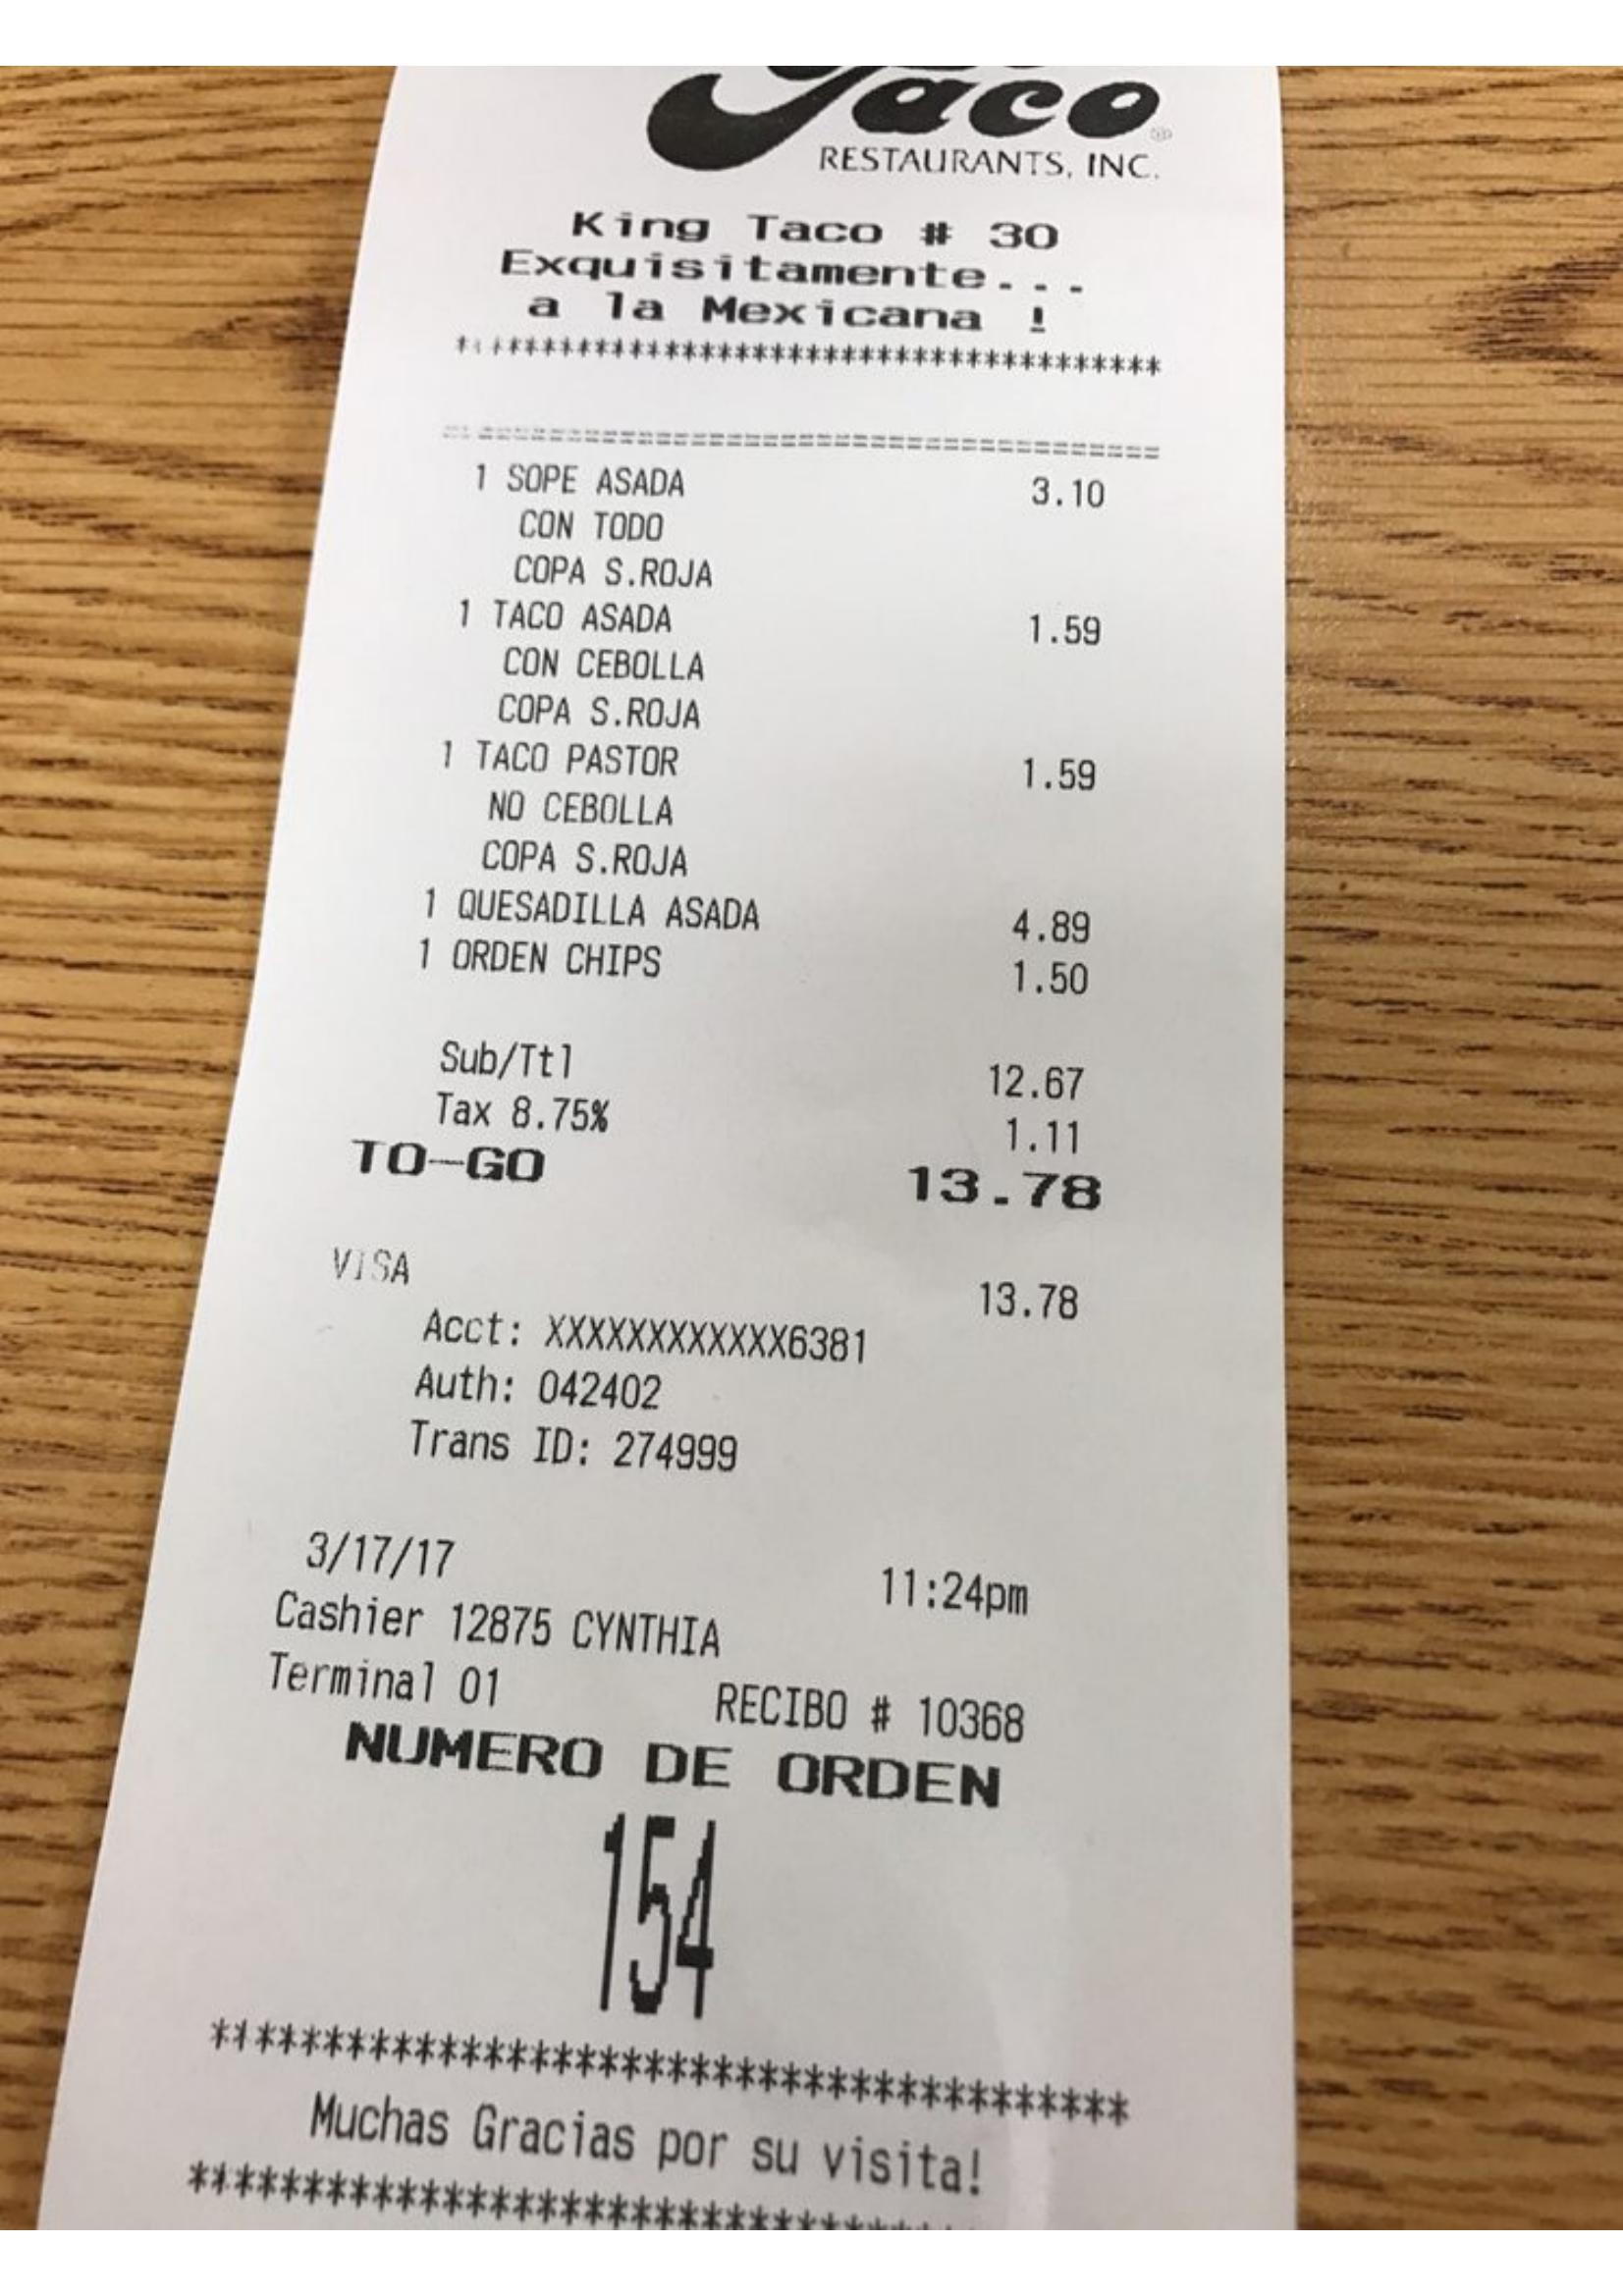 Taco
RESTAURANTS, INC.
King Taco # 30
Exquisitamente...
a la Mexicana !
****************************************
========================================
1 SOPE ASADA 3.10
CON TODO
COPA S.ROJA
1 TACO ASADA 1.59
CON CEBOLLA
COPA S.ROJA
1 TACO PASTOR 1.59
NO CEBOLLA
COPA S.ROJA
1 QUESADILLA ASADA 4.89
1 ORDEN CHIPS 1.50
Sub/Ttl 12.67
Tax 8.75% 1.11
TO-GO 13.78
VISA 13.78
Acct: XXXXXXXXXXXX6381
Auth: 042402
Trans ID: 274999
3/17/17 11:24pm
Cashier 12875 CYNTHIA
Terminal 01 RECIBO # 10368
NUMERO DE ORDEN
154
****************************************
Muchas Gracias por su visita!
****************************************